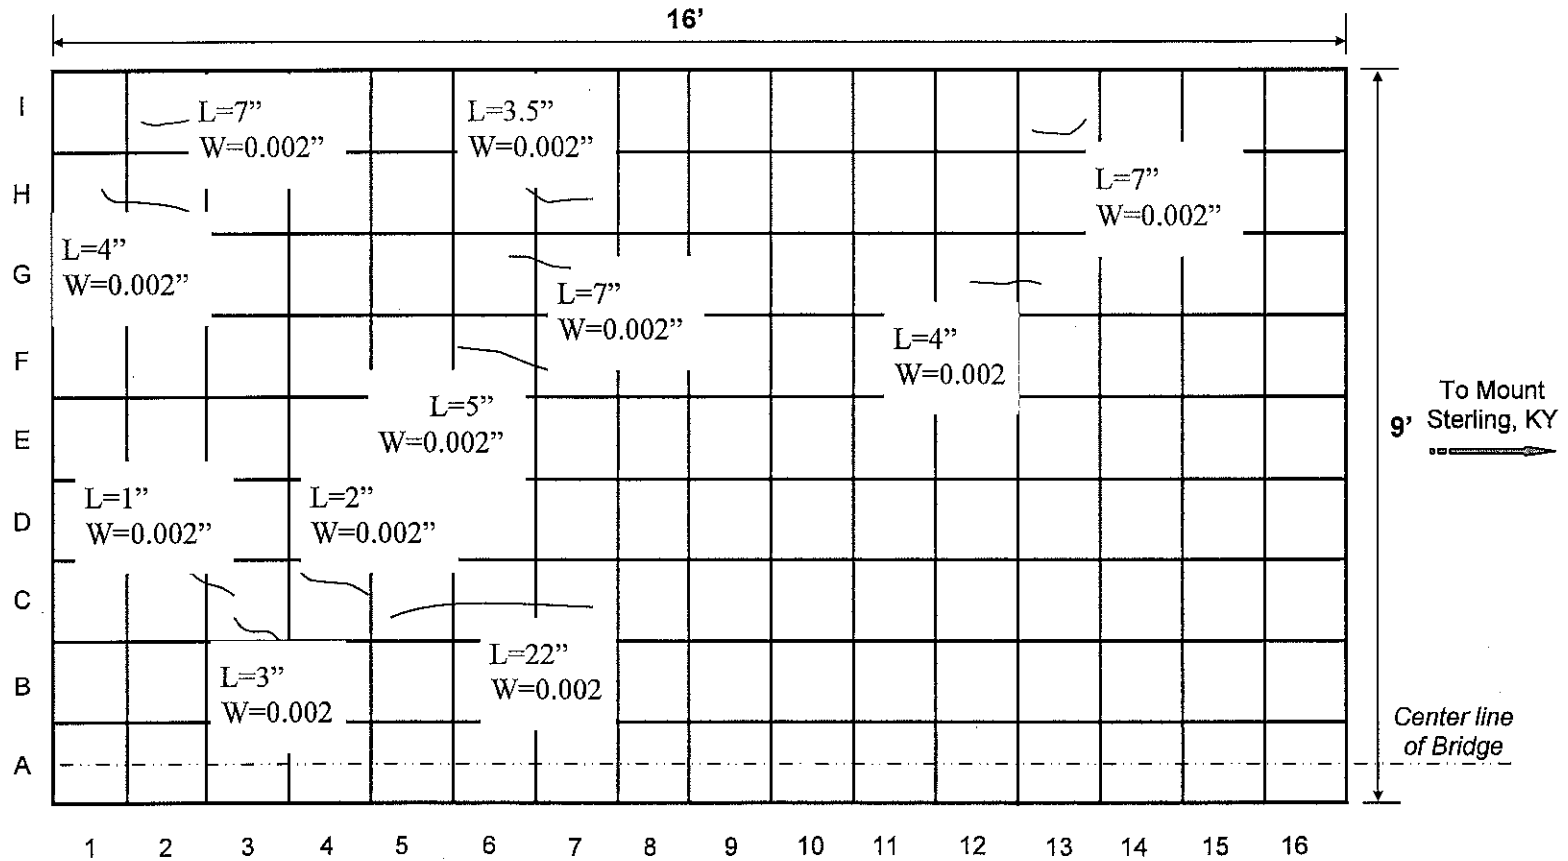 16’
I
L=7”
W=0.002”
L=3.5”
W=0.002”
H
L=7”
W=0.002”
G
L=4”
W=0.002”
L=7”
W=0.002”
F
L=4”
W=0.002
E
L=5”
W=0.002”
9’
To Mount
Sterling, KY
D
L=1”
W=0.002”
L=2”
W=0.002”
C
B
L=3”
W=0.002
L=22”
W=0.002
Center line
of Bridge
A
1 2 3 4 5 6 7 8 9 10 11 12 13 14 15 16